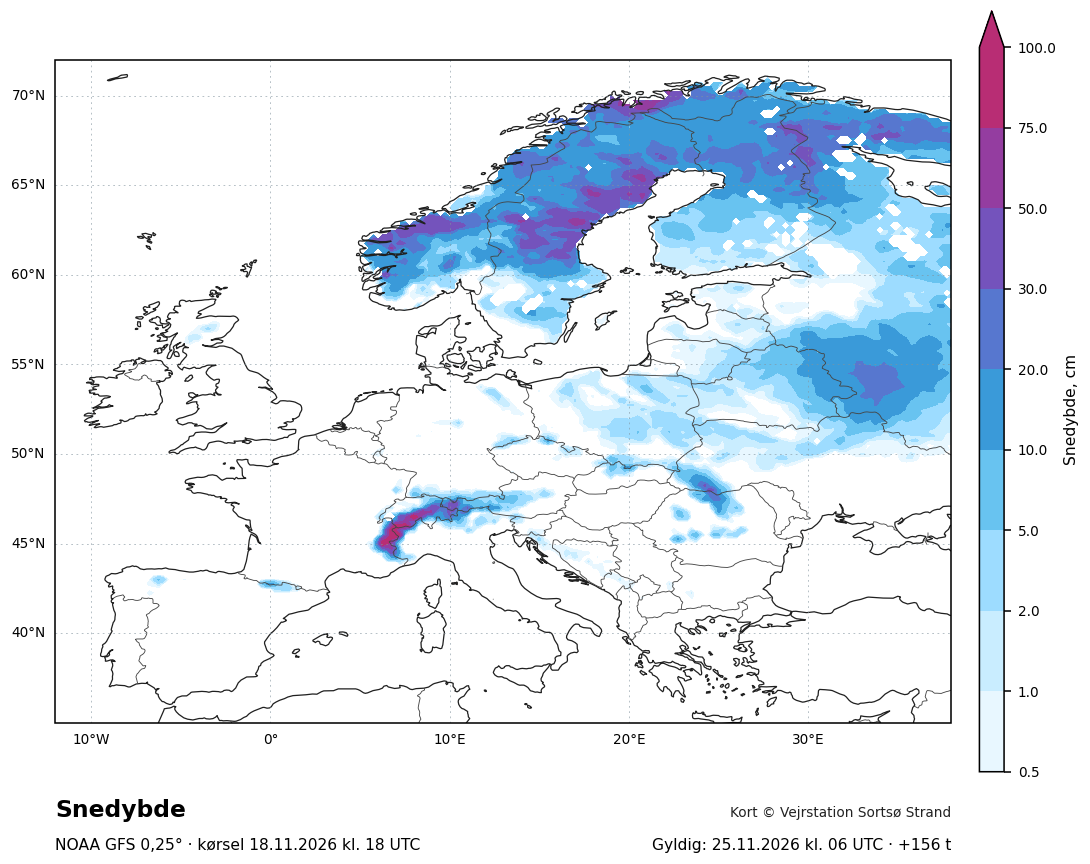 100.0
75.0
50.0
30.0
20.0
10.0
5.0
2.0
1.0
0.5
Snedybde, cm
70°N
65°N
60°N
55°N
50°N
45°N
40°N
10°W
0°
10°E
20°E
30°E
Snedybde
Kort © Vejrstation Sortsø Strand
NOAA GFS 0,25° · kørsel 18.11.2026 kl. 18 UTC
Gyldig: 25.11.2026 kl. 06 UTC · +156 t